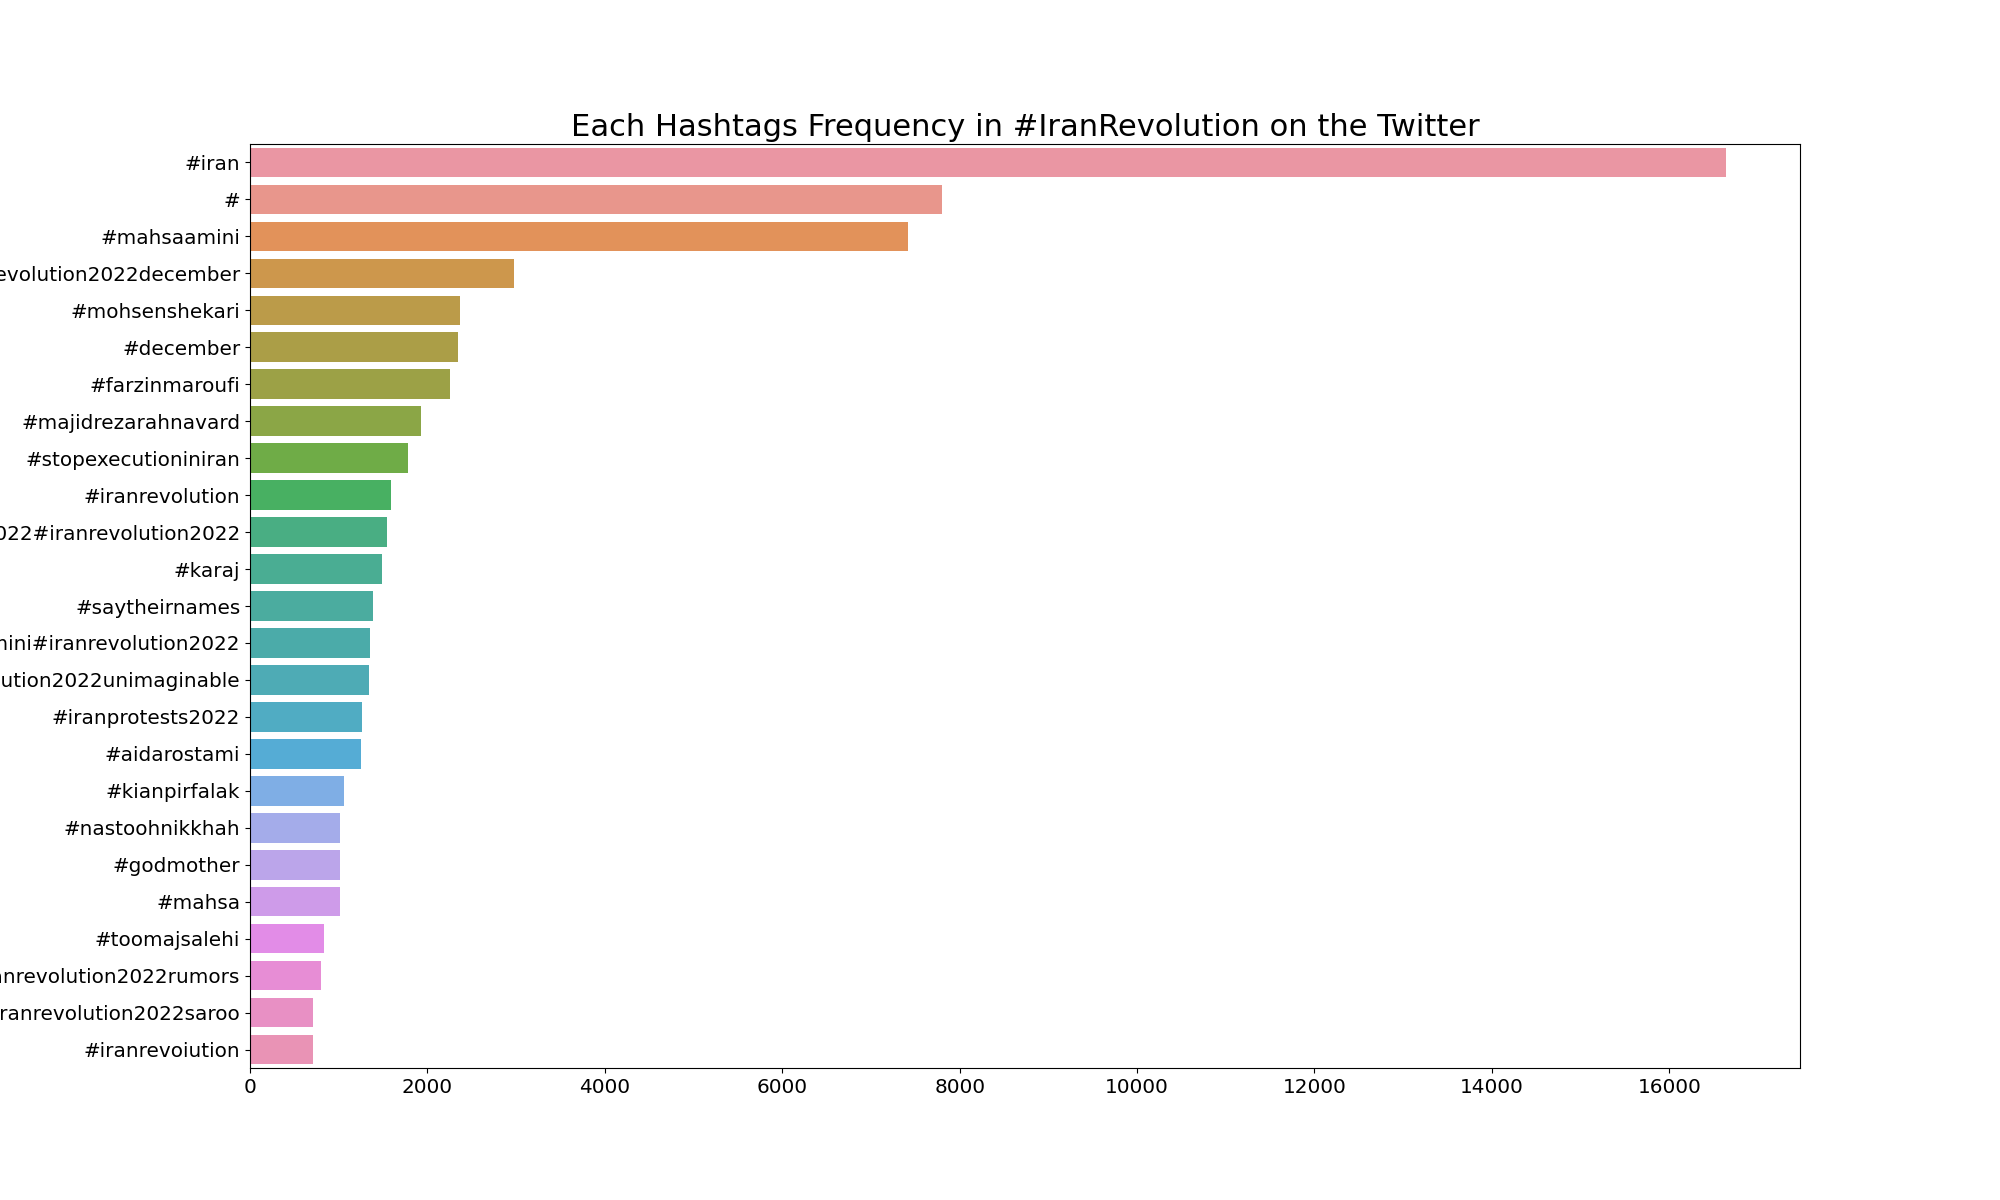 Each Hashtags Frequency in #IranRevolution on the Twitter
#iran
#
#mahsaamini
evolution2022december
#mohsenshekari
#december
#farzinmaroufi
#majidrezarahnavard
#stopexecutioniniran
#iranrevolution
022#iranrevolution2022
#karaj
#saytheirnames
mini#iranrevolution2022
ution2022unimaginable
#iranprotests2022
#aidarostami
#kianpirfalak
#nastoohnikkhah
#godmother
#mahsa
#toomajsalehi
nrevolution2022rumors
ranrevolution2022saroo
#iranrevoiution
0 2000 4000 6000 8000 10000 12000 14000 16000